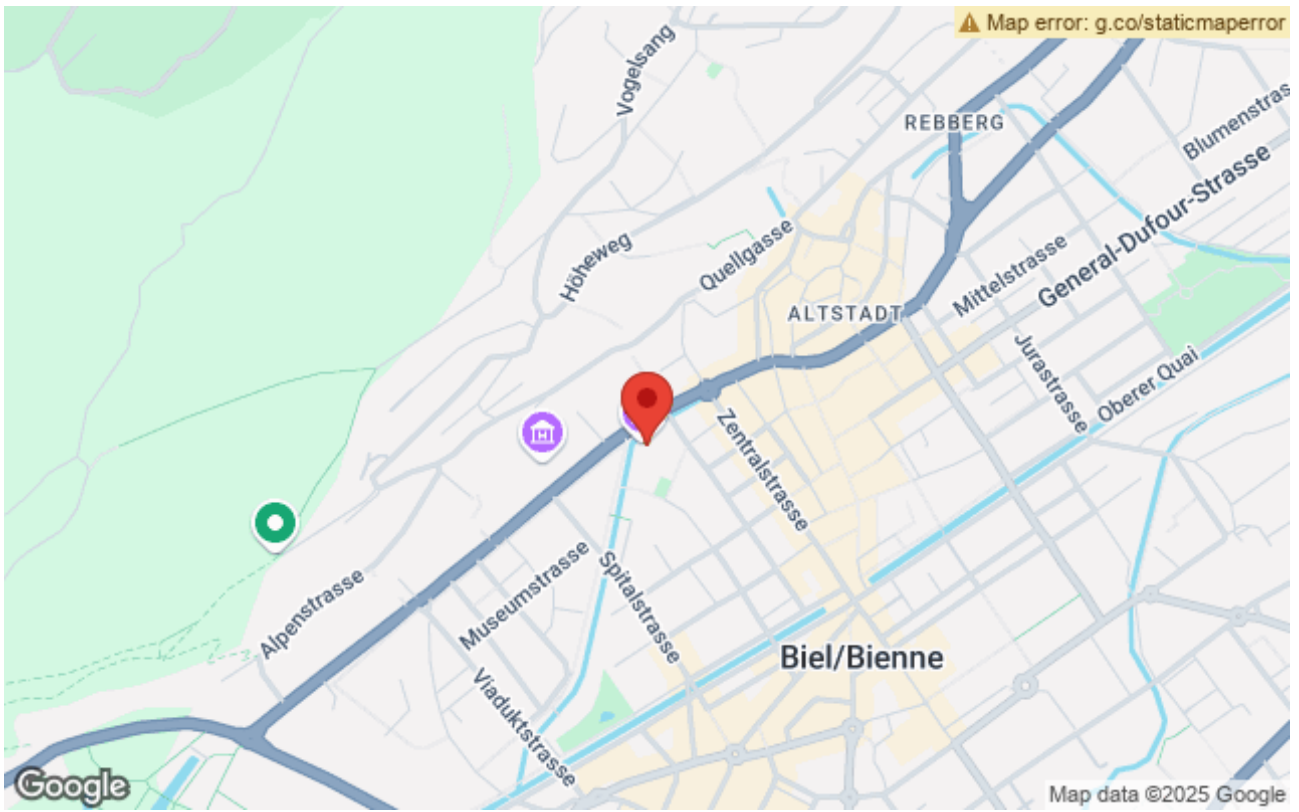 Map error: g.co/staticmaperror
Vogelsang
REBBERG
Blumenstras
General-Dufour-Strasse
Höheweg
Quellgasse
Mittelstrasse
ALTSTADT
Jurastrasse
Oberer Quai
Zentralstrasse
Alpenstrasse
Museumstrasse
Spitalstrasse
Biel/Bienne
Viaduktstrasse
Google
Map data ©2025 Google